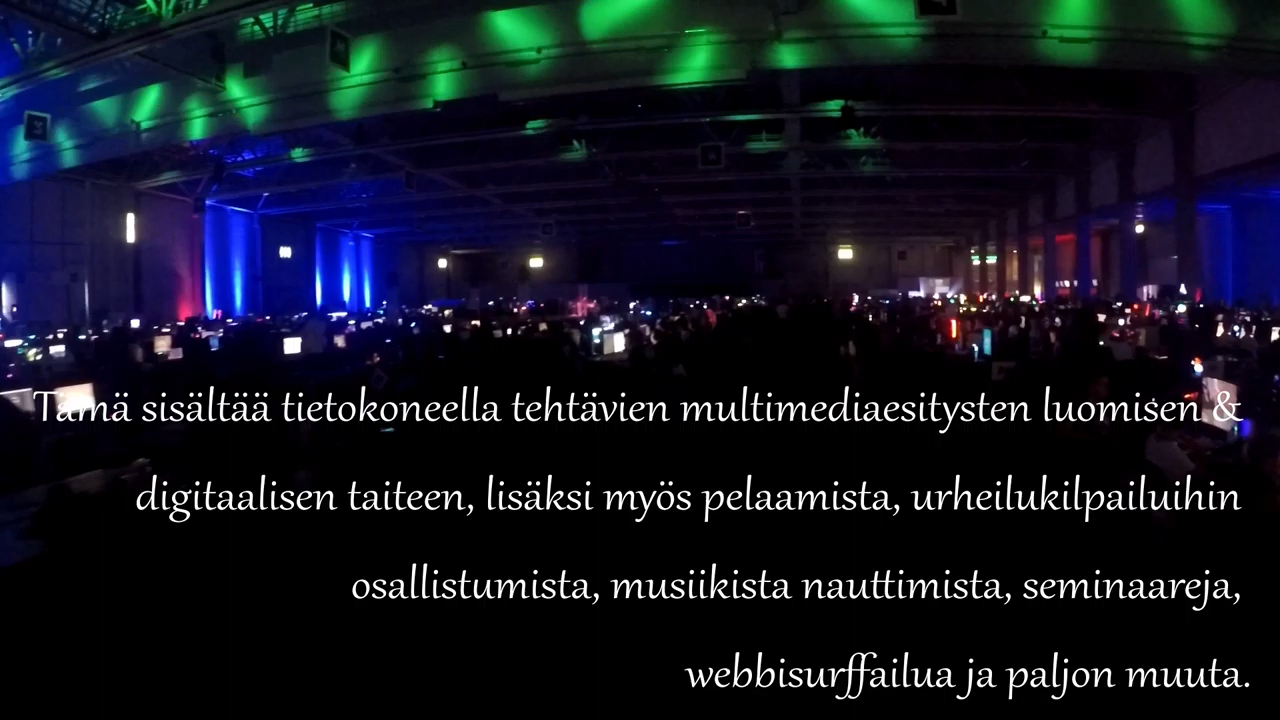 Tämä sisältää tietokoneella tehtävien multimediaesitysten luomisen &
digitaalisen taiteen, lisäksi myös pelaamista, urheilukilpailuihin
osallistumista, musiikista nauttimista, seminaareja,
webbisurffailua ja paljon muuta.